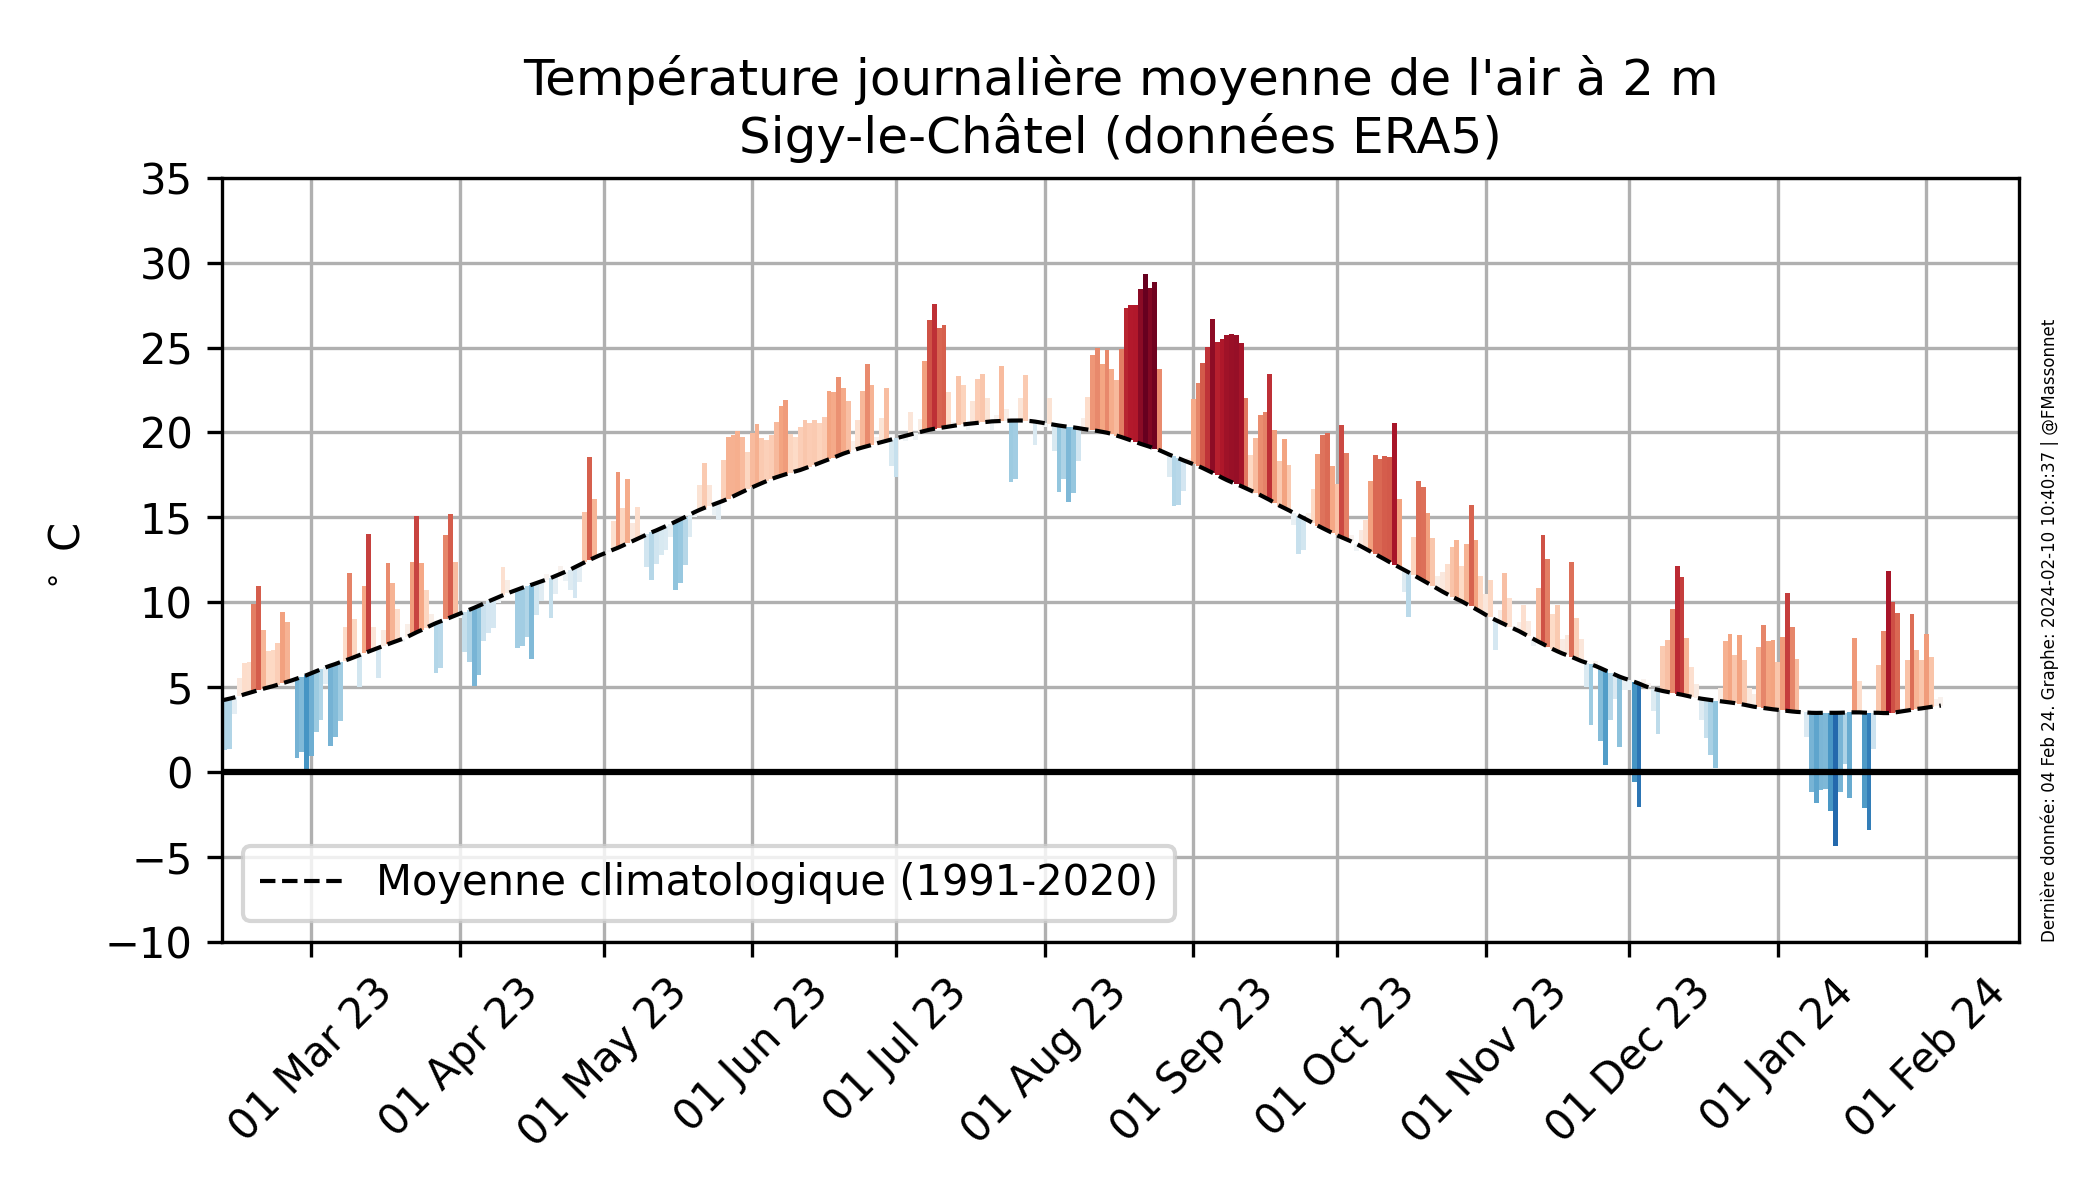 Température journalière moyenne de l'air à 2 m
Sigy-le-Châtel (données ERA5)
35
30
25
20
15
10
5
0
−5
−10
° C
Moyenne climatologique (1991-2020)
01 Mar 23
01 Apr 23
01 May 23
01 Jun 23
01 Jul 23
01 Aug 23
01 Sep 23
01 Oct 23
01 Nov 23
01 Dec 23
01 Jan 24
01 Feb 24
Dernière donnée: 04 Feb 24. Graphe: 2024-02-10 10:40:37 | @FMassonnet